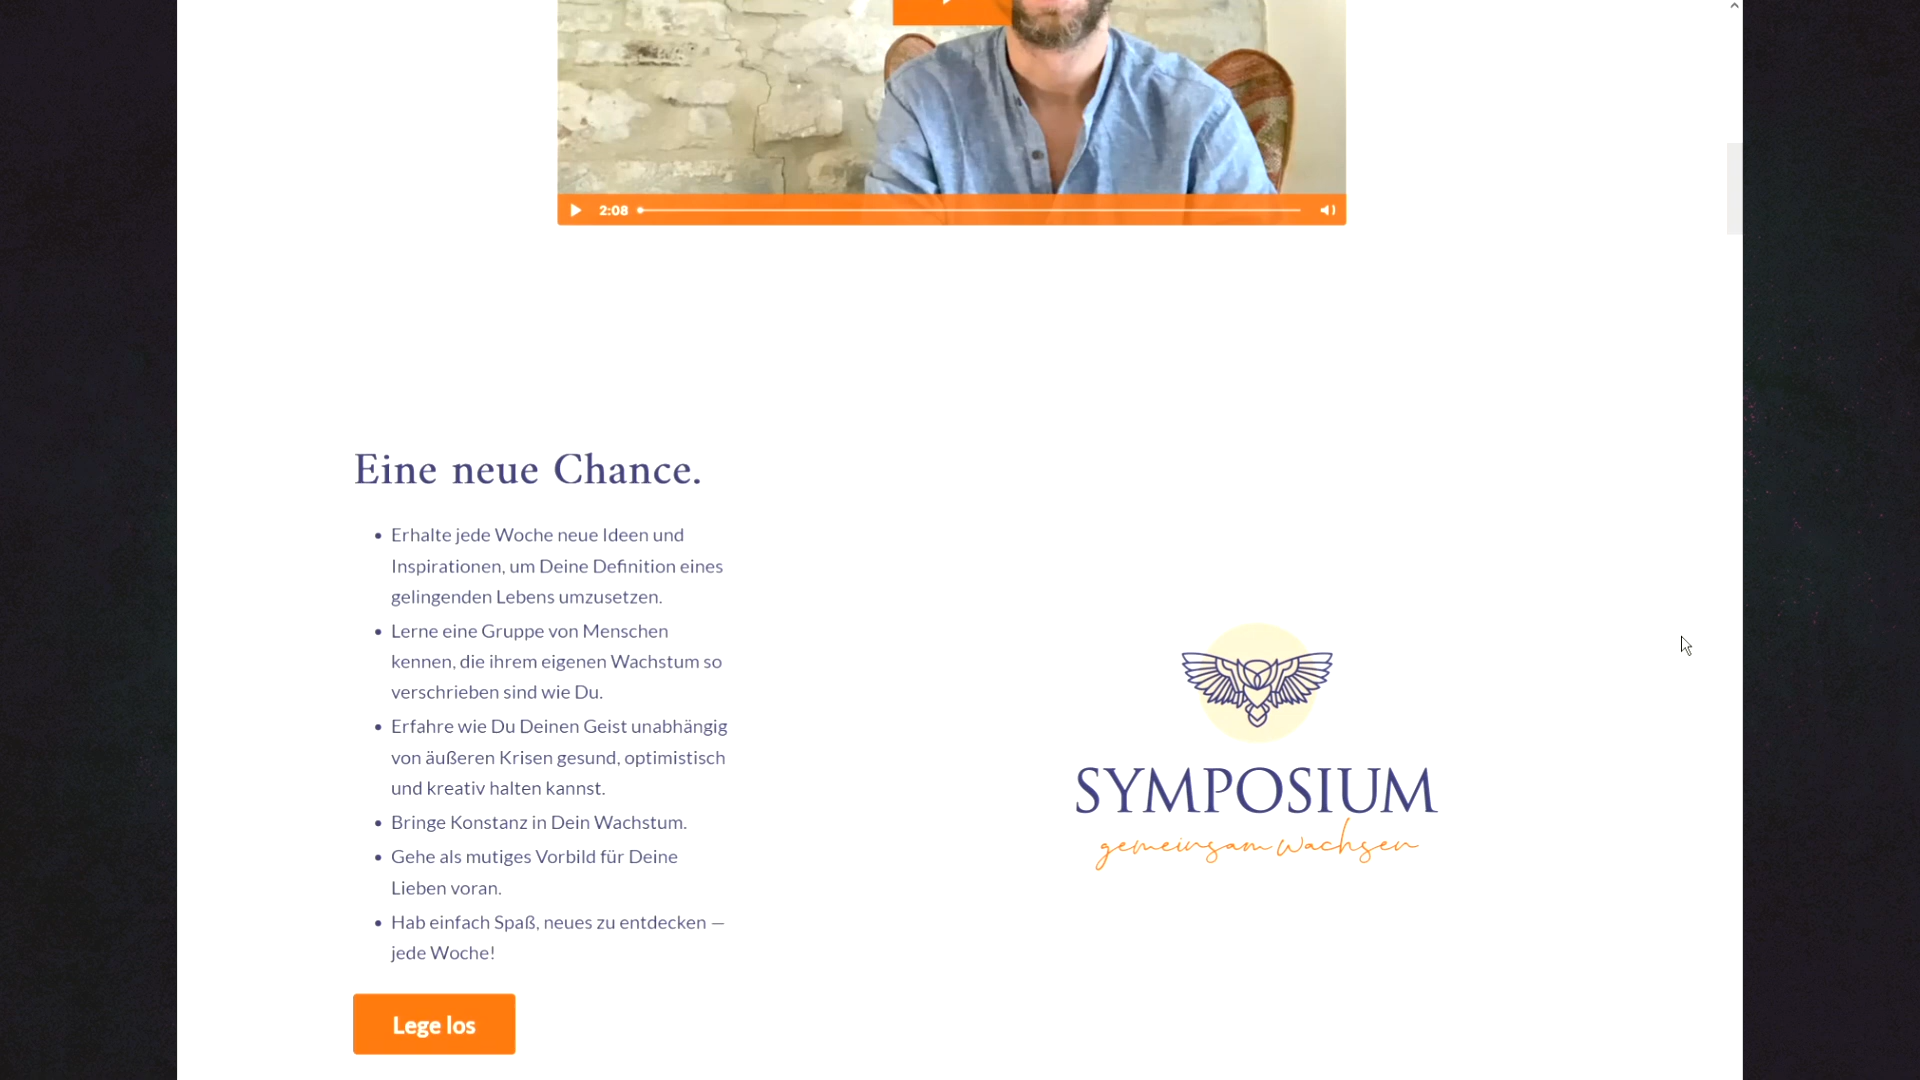 2:08
Eine neue Chance.
• Erhalte jede Woche neue Ideen und
Inspirationen, um Deine Definition eines
gelingenden Lebens umzusetzen.
• Lerne eine Gruppe von Menschen
kennen, die ihrem eigenen Wachstum so
verschrieben sind wie Du.
• Erfahre wie Du Deinen Geist unabhängig
von äußeren Krisen gesund, optimistisch
und kreativ halten kannst.
• Bringe Konstanz in Dein Wachstum.
• Gehe als mutiges Vorbild für Deine
Lieben voran.
• Hab einfach Spaß, neues zu entdecken —
jede Woche!
Lege los
SYMPOSIUM
gemeinsam wachsen